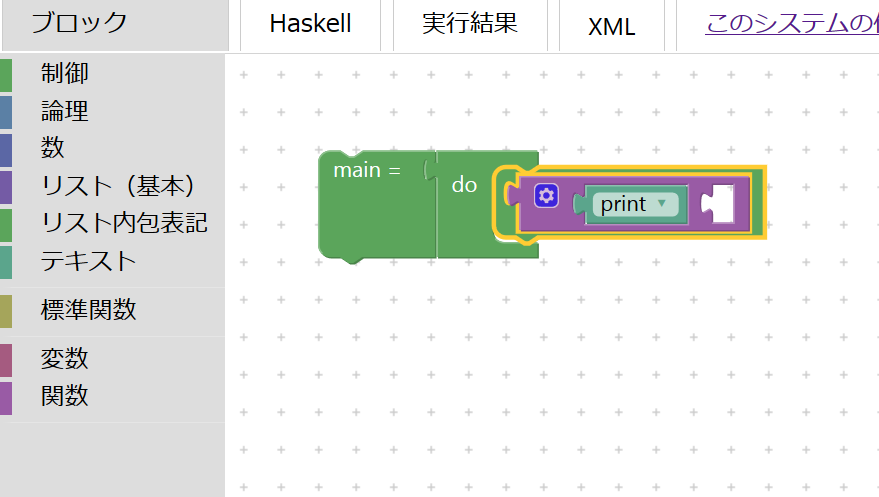 ブロック
Haskell
実行結果
XML
このシステムの
制御
論理
数
リスト（基本）
リスト内包表記
テキスト
標準関数
変数
関数
main =
do
print